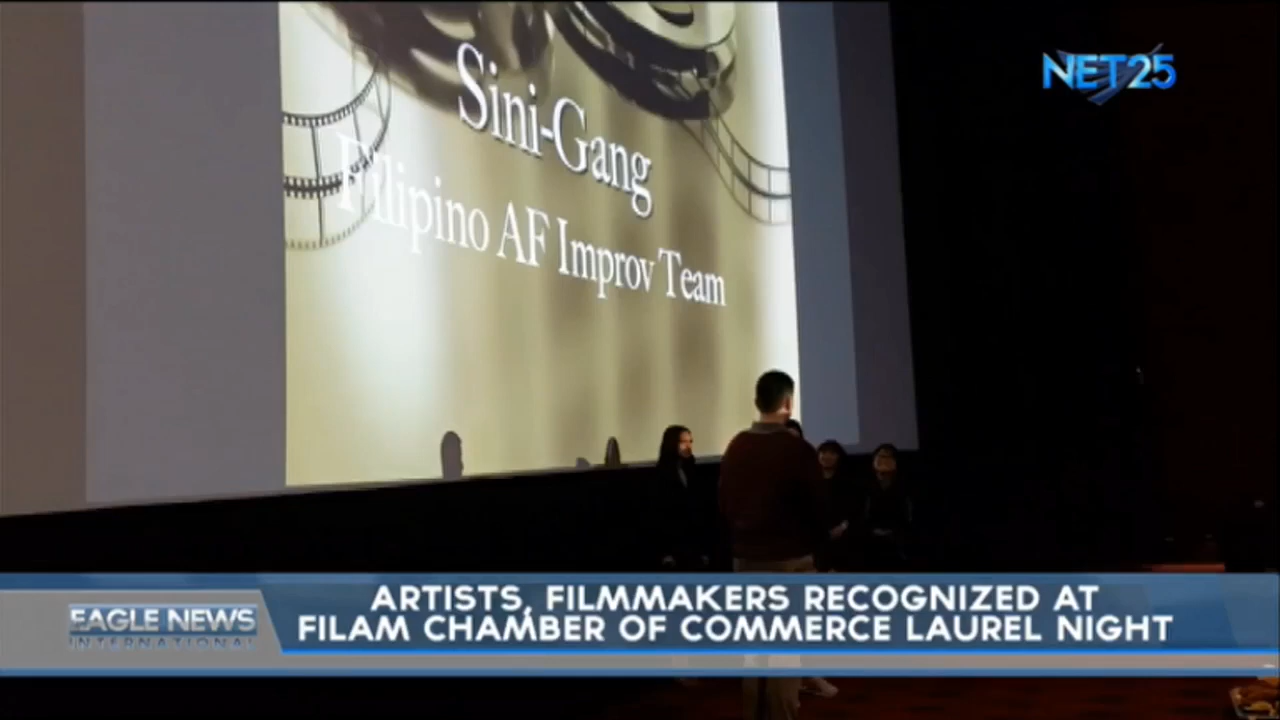 NET25
Sini-Gang
Filipino AF Improv Team
EAGLE NEWS
INTERNATIONAL
ARTISTS, FILMMAKERS RECOGNIZED AT
FILAM CHAMBER OF COMMERCE LAUREL NIGHT